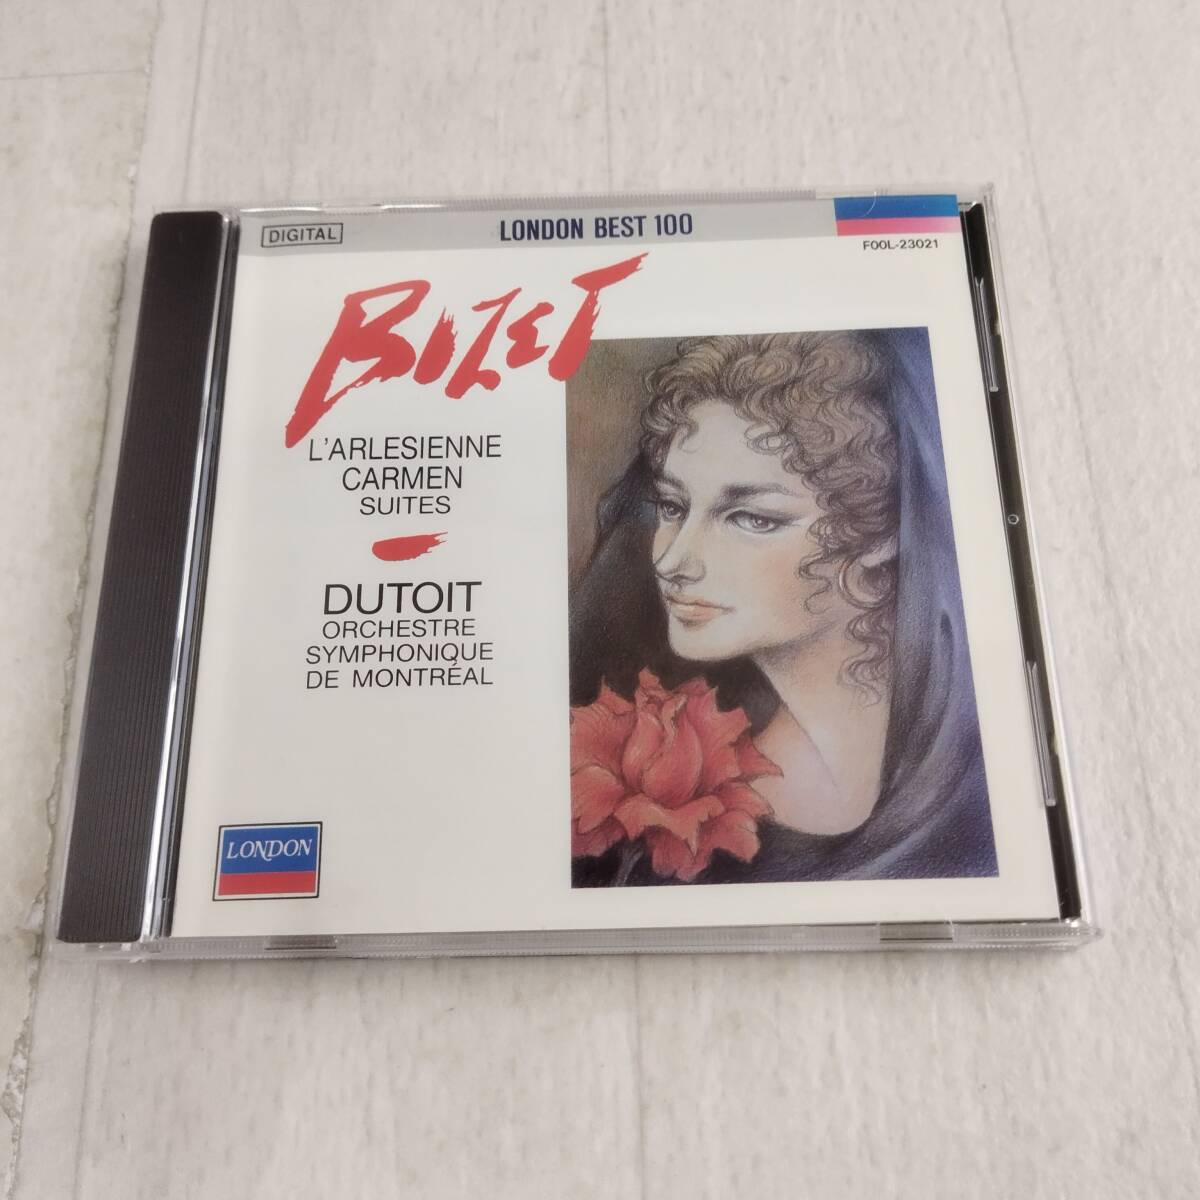 DIGITAL
LONDON BEST 100
F00L-23021
BIZET
L'ARLESIENNE
CARMEN
SUITES
DUTOIT
ORCHESTRE
SYMPHONIQUE
DE MONTRÉAL
LONDON